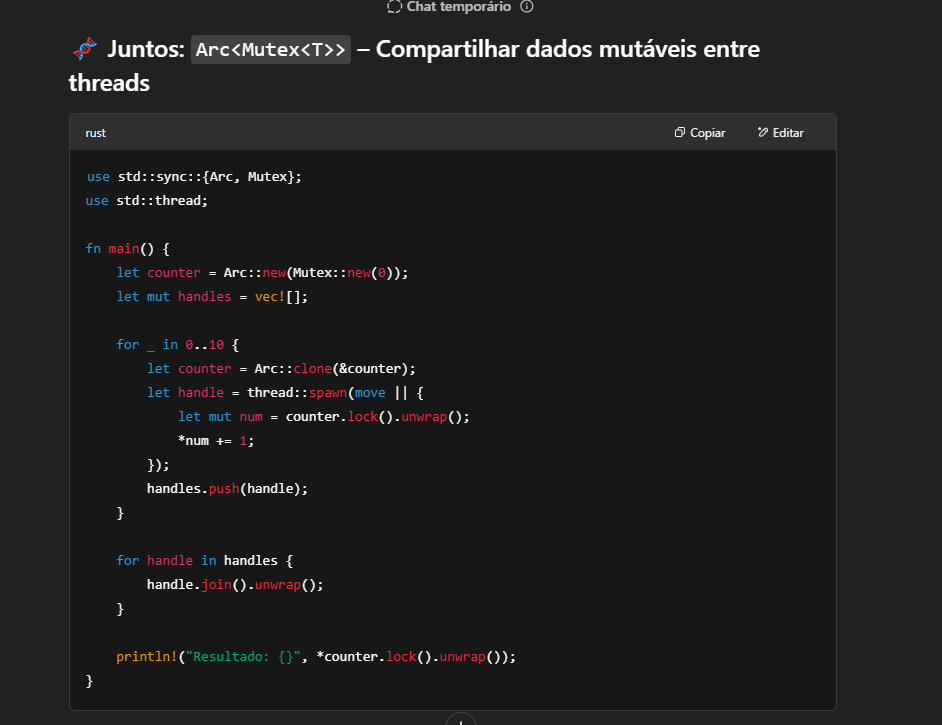 Chat temporário
Juntos: Arc<Mutex<T>> – Compartilhar dados mutáveis entre
threads
rust
Copiar
Editar
use std::sync::{Arc, Mutex};
use std::thread;
fn main() {
    let counter = Arc::new(Mutex::new(0));
    let mut handles = vec![];
    for _ in 0..10 {
        let counter = Arc::clone(&counter);
        let handle = thread::spawn(move || {
            let mut num = counter.lock().unwrap();
            *num += 1;
        });
        handles.push(handle);
    }
    for handle in handles {
        handle.join().unwrap();
    }
    println!("Resultado: {}", *counter.lock().unwrap());
}